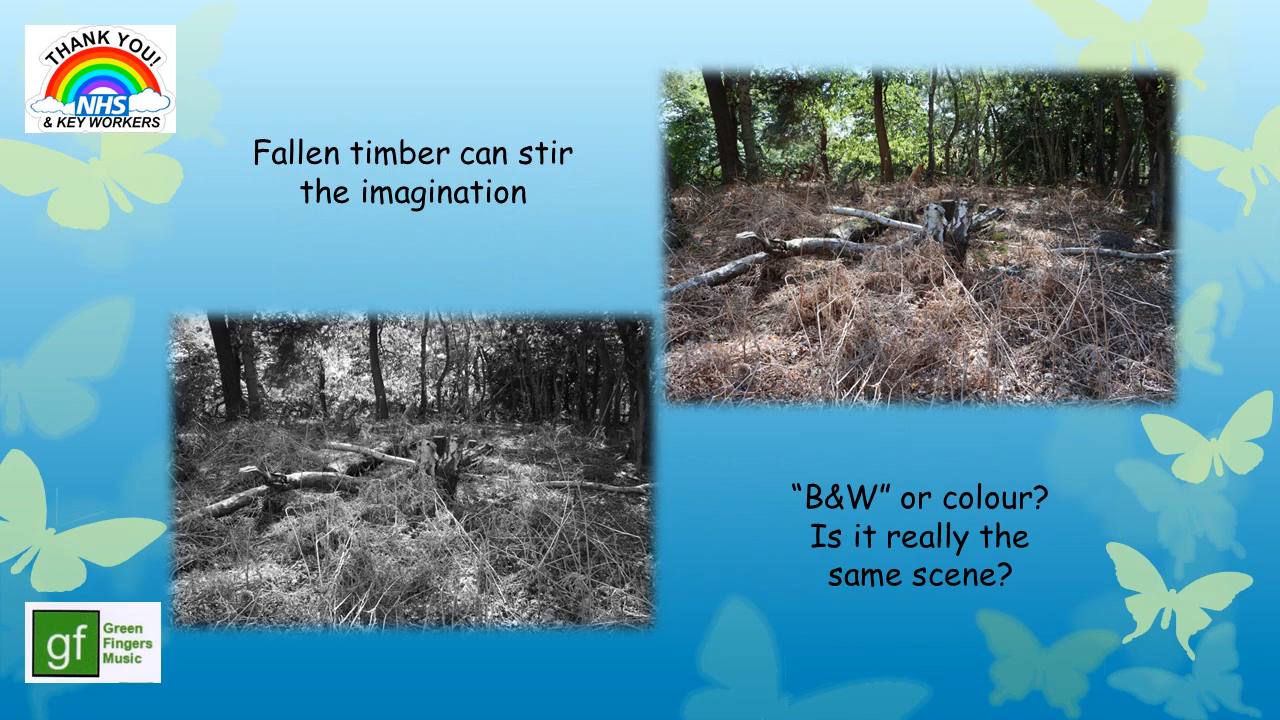 THANK YOU!
NHS
& KEY WORKERS
Fallen timber can stir
the imagination
“B&W” or colour?
Is it really the
same scene?
gf
Green
Fingers
Music